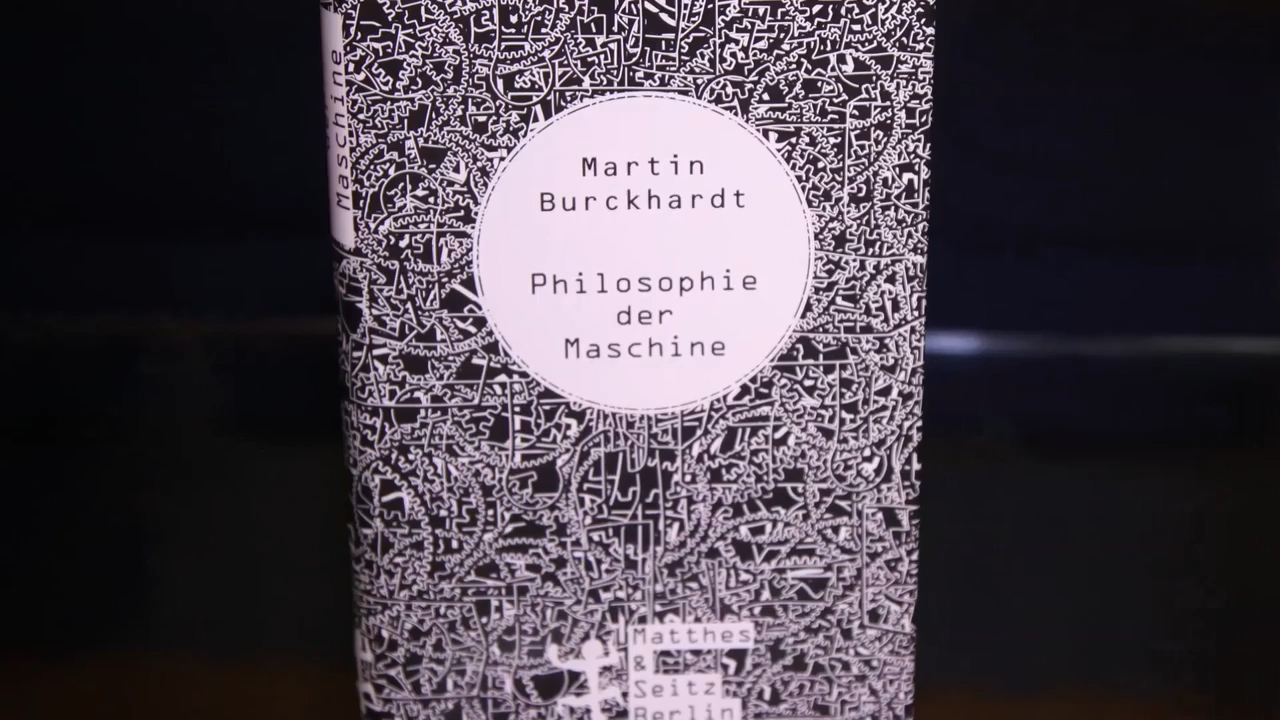 Maschine
Martin
Burckhardt
Philosophie
der
Maschine
Matthes
&
Seitz
Berlin